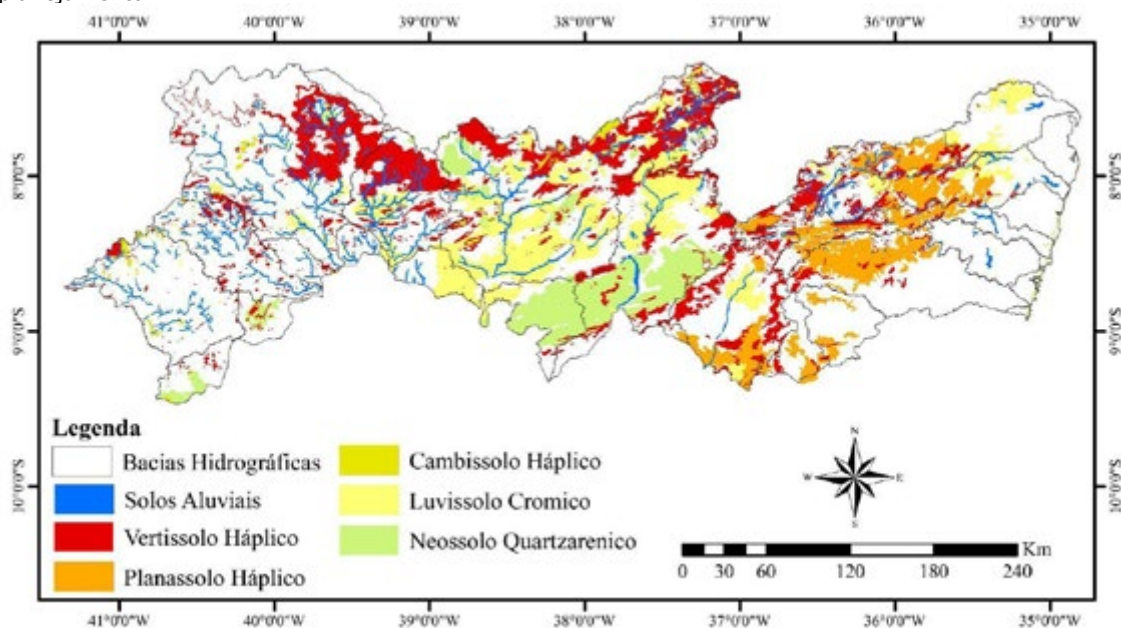 41°0'0"W 40°0'0"W 39°0'0"W 38°0'0"W 37°0'0"W 36°0'0"W 35°0'0"W
8°0'0"S 8°0'0"S
9°0'0"S 9°0'0"S
10°0'0"S 10°0'0"S
Legenda
Bacias Hidrográficas
Solos Aluviais
Vertissolo Háplico
Planassolo Háplico
Cambissolo Háplico
Luvissolo Cromico
Neossolo Quartzarenico
N
W E
S
Km
0 30 60 120 180 240
41°0'0"W 40°0'0"W 39°0'0"W 38°0'0"W 37°0'0"W 36°0'0"W 35°0'0"W